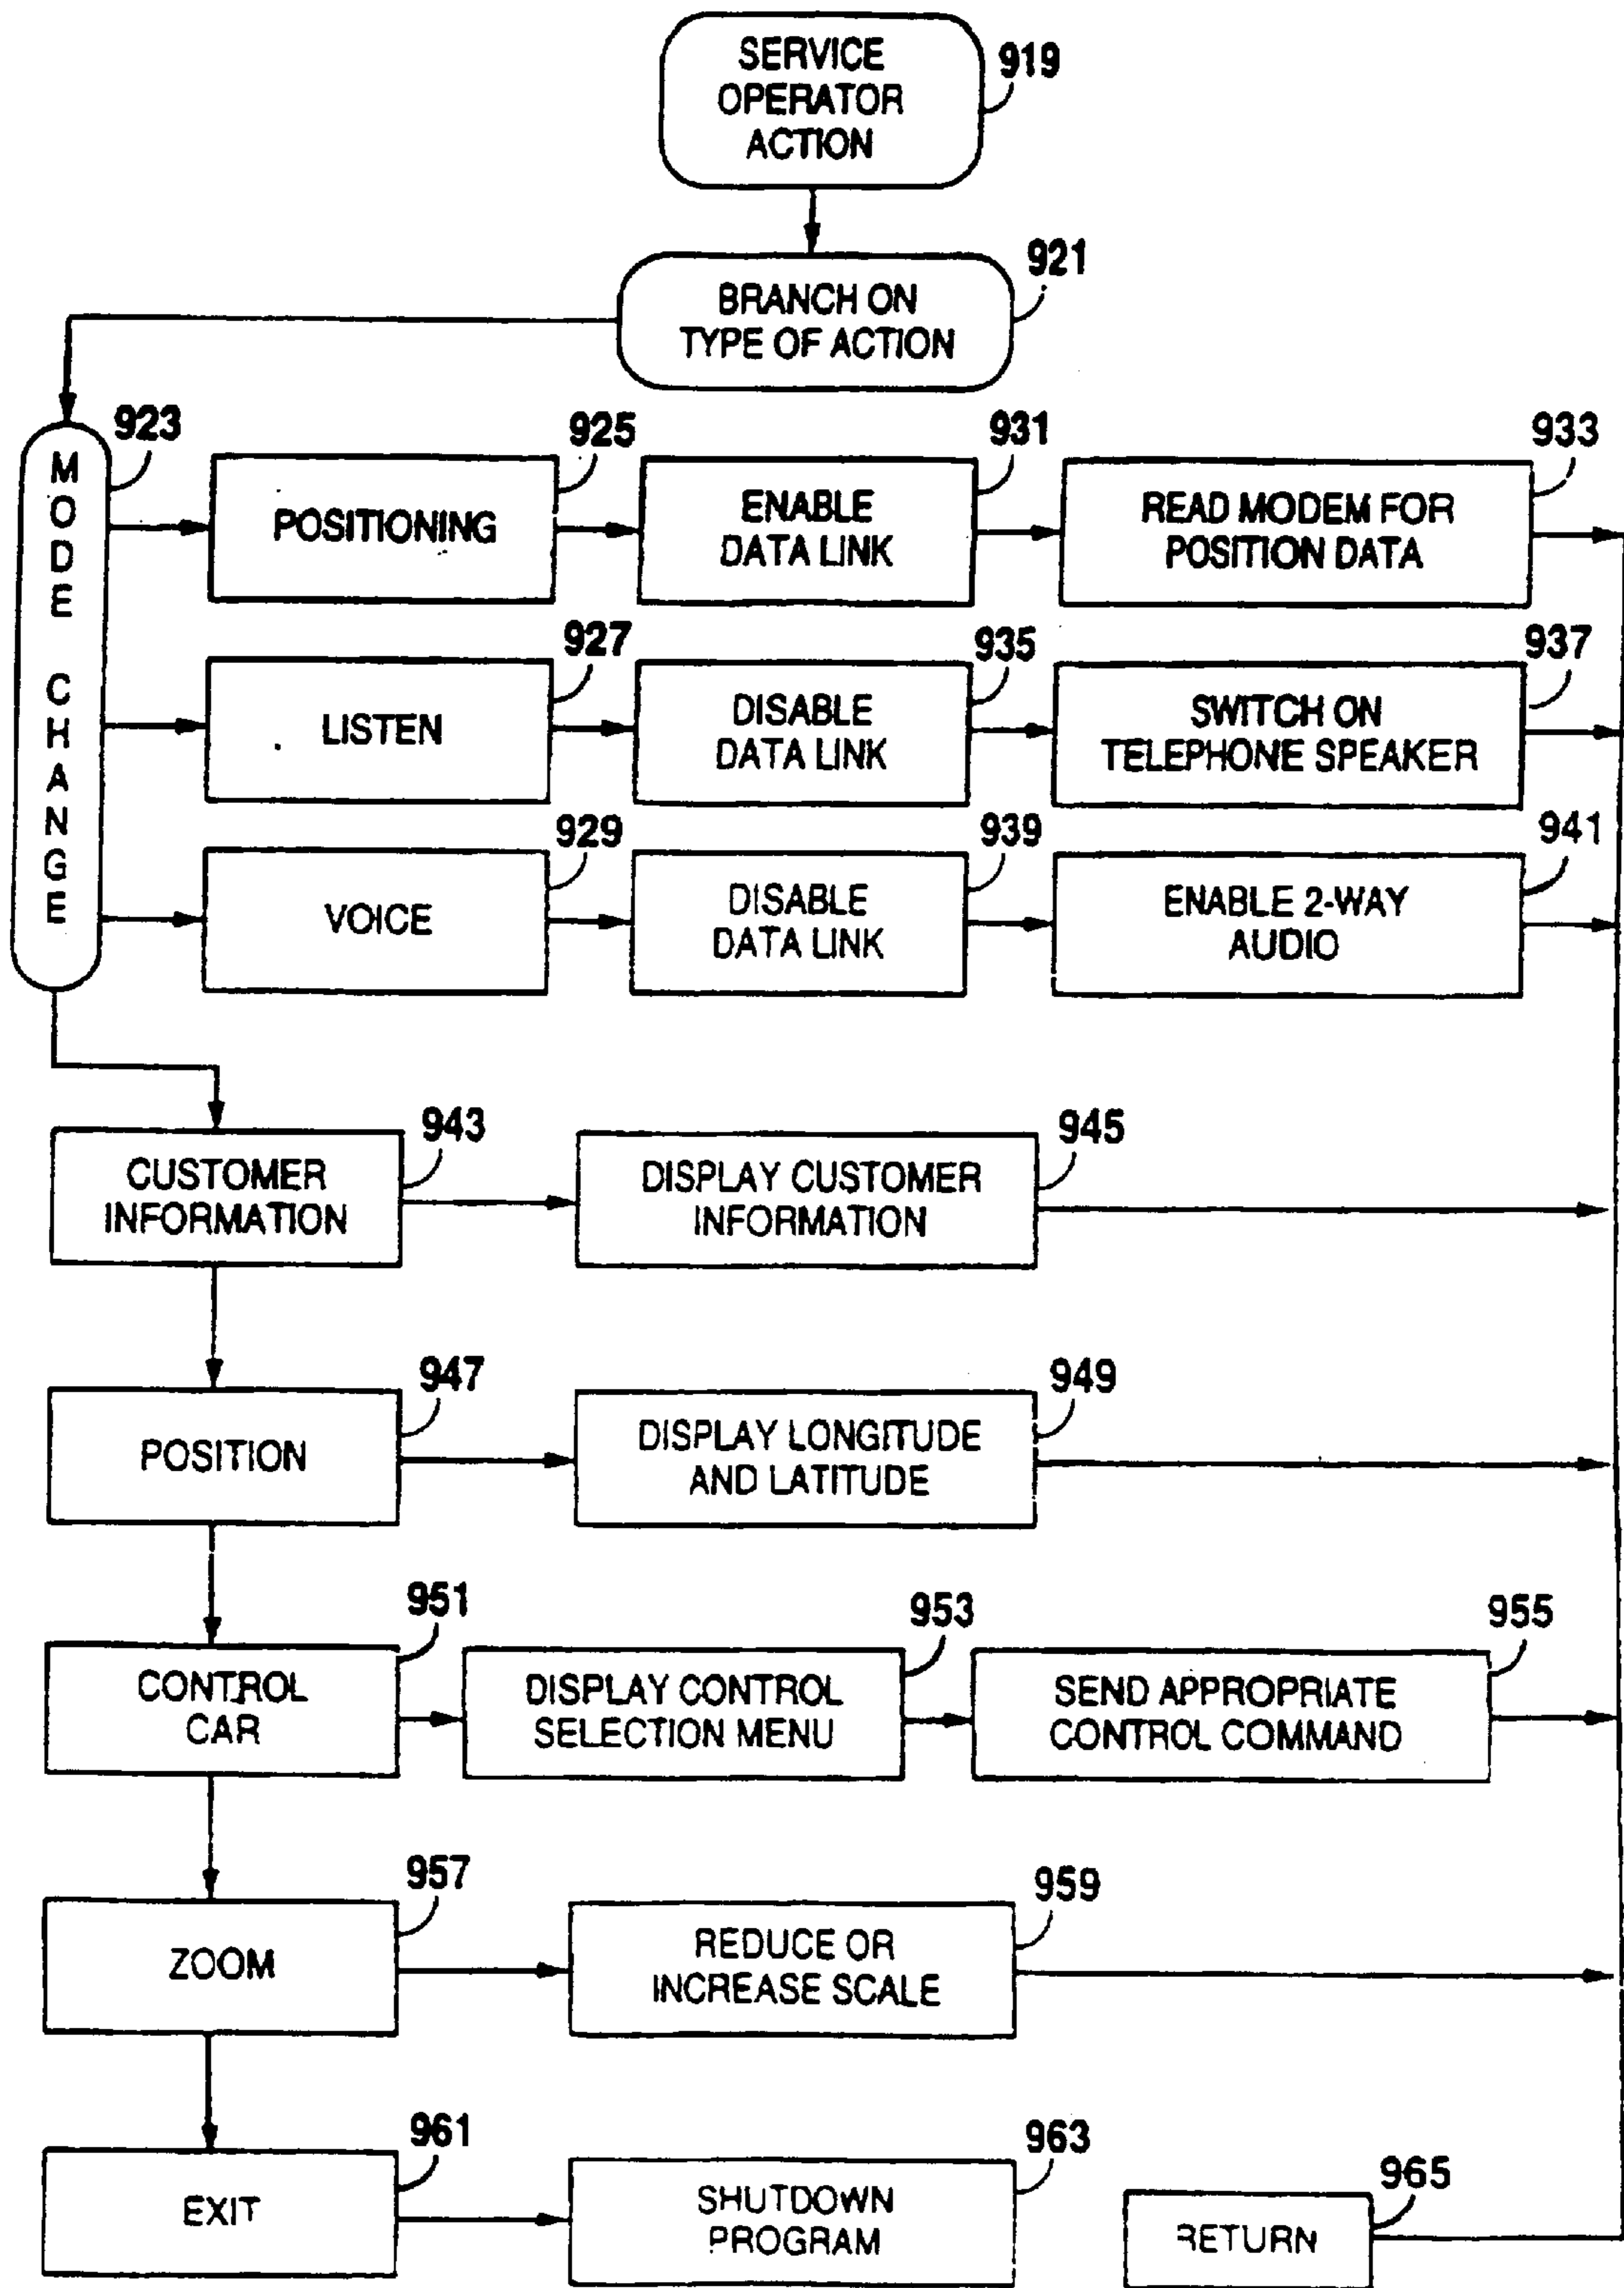 SERVICE
OPERATOR
ACTION
919
BRANCH ON
TYPE OF ACTION
921
MODE CHANGE
923
POSITIONING
925
ENABLE
DATA LINK
931
READ MODEM FOR
POSITION DATA
933
LISTEN
927
DISABLE
DATA LINK
935
SWITCH ON
TELEPHONE SPEAKER
937
VOICE
929
DISABLE
DATA LINK
939
ENABLE 2-WAY
AUDIO
941
CUSTOMER
INFORMATION
943
DISPLAY CUSTOMER
INFORMATION
945
POSITION
947
DISPLAY LONGITUDE
AND LATITUDE
949
CONTROL
CAR
951
DISPLAY CONTROL
SELECTION MENU
953
SEND APPROPRIATE
CONTROL COMMAND
955
ZOOM
957
REDUCE OR
INCREASE SCALE
959
EXIT
961
SHUTDOWN
PROGRAM
963
RETURN
965